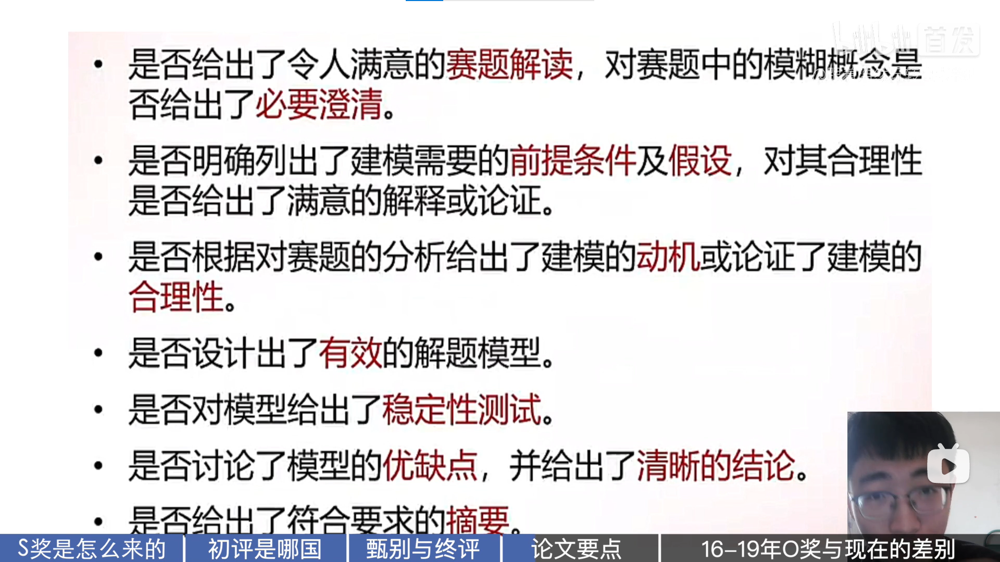 首发
• 是否给出了令人满意的赛题解读，对赛题中的模糊概念是
否给出了必要澄清。
• 是否明确列出了建模需要的前提条件及假设，对其合理性
是否给出了满意的解释或论证。
• 是否根据对赛题的分析给出了建模的动机或论证了建模的
合理性。
• 是否设计出了有效的解题模型。
• 是否对模型给出了稳定性测试。
• 是否讨论了模型的优缺点，并给出了清晰的结论。
• 是否给出了符合要求的摘要。
S奖是怎么来的 | 初评是哪国 | 甄别与终评 | 论文要点 | 16–19年O奖与现在的差别